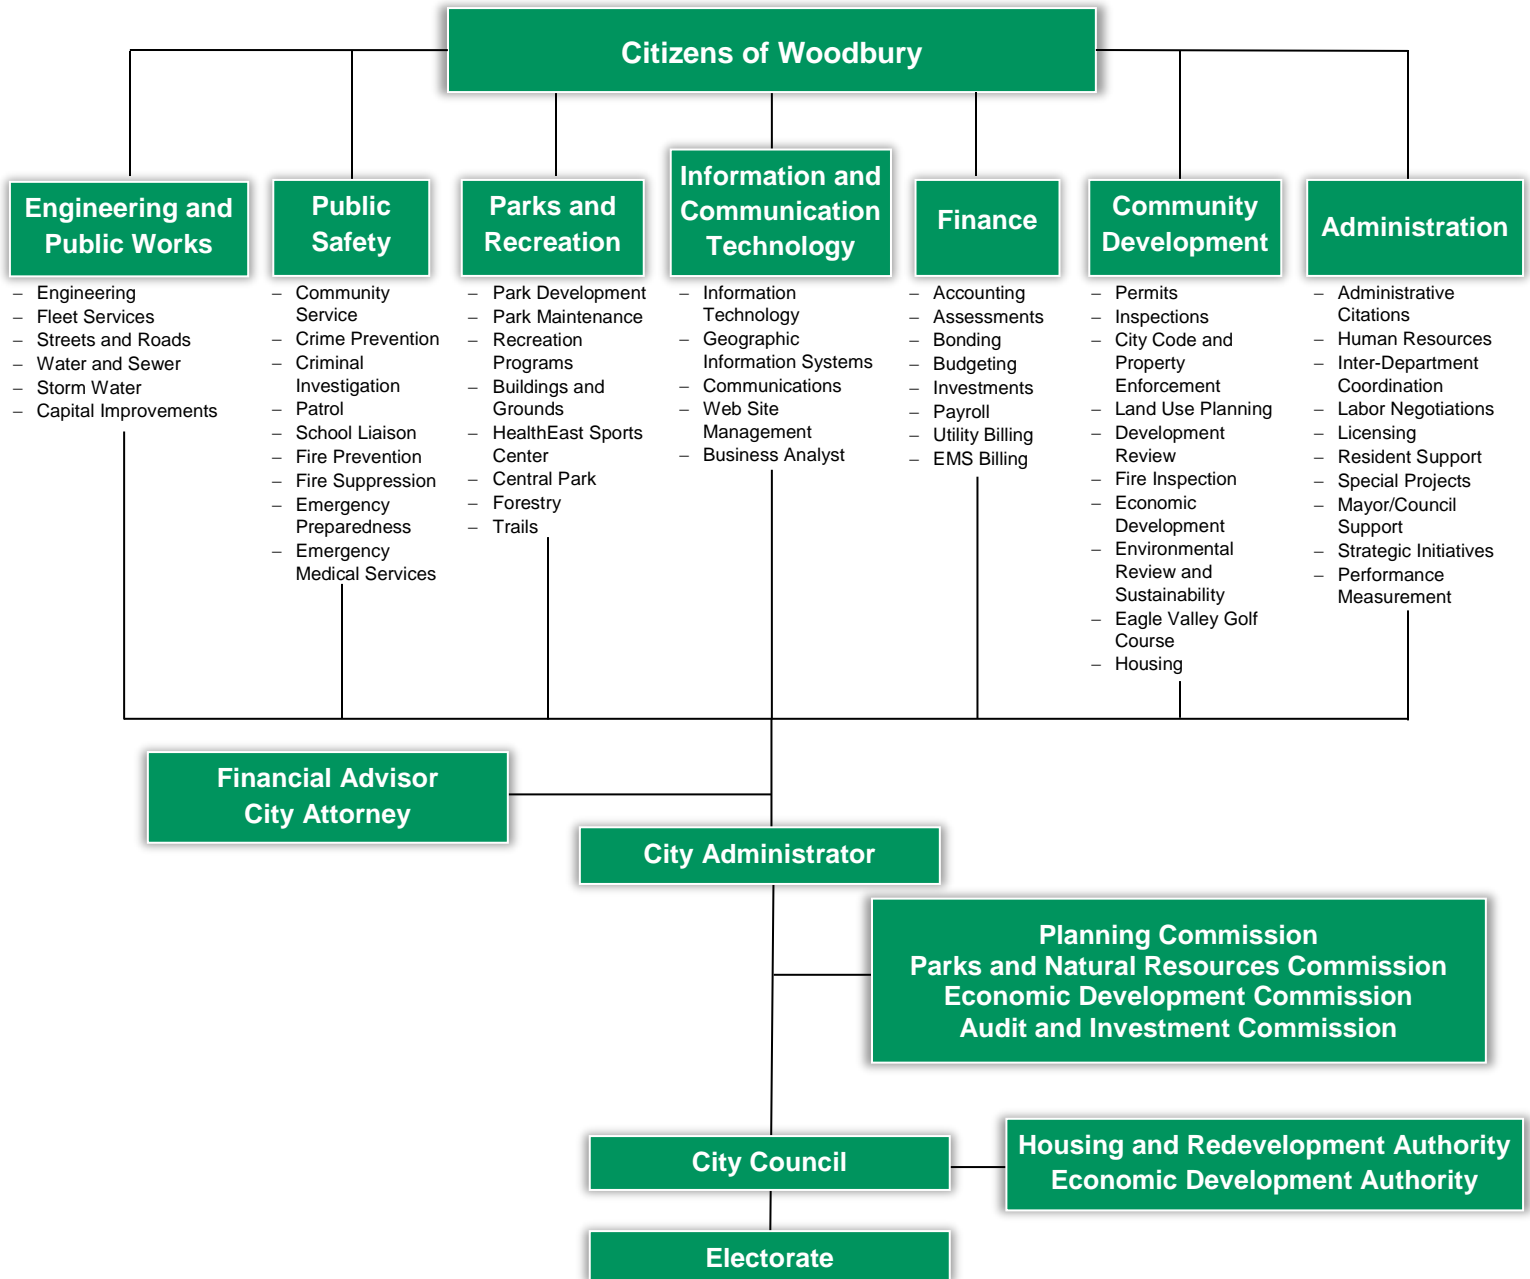 Citizens of Woodbury
Engineering and
Public Works
– Engineering
– Fleet Services
– Streets and Roads
– Water and Sewer
– Storm Water
– Capital Improvements
Public
Safety
– Community
Service
– Crime Prevention
– Criminal
Investigation
– Patrol
– School Liaison
– Fire Prevention
– Fire Suppression
– Emergency
Preparedness
– Emergency
Medical Services
Parks and
Recreation
– Park Development
– Park Maintenance
– Recreation
Programs
– Buildings and
Grounds
– HealthEast Sports
Center
– Central Park
– Forestry
– Trails
Information and
Communication
Technology
– Information
Technology
– Geographic
Information Systems
– Communications
– Web Site
Management
– Business Analyst
Finance
– Accounting
– Assessments
– Bonding
– Budgeting
– Investments
– Payroll
– Utility Billing
– EMS Billing
Community
Development
– Permits
– Inspections
– City Code and
Property
Enforcement
– Land Use Planning
– Development
Review
– Fire Inspection
– Economic
Development
– Environmental
Review and
Sustainability
– Eagle Valley Golf
Course
– Housing
Administration
– Administrative
Citations
– Human Resources
– Inter-Department
Coordination
– Labor Negotiations
– Licensing
– Resident Support
– Special Projects
– Mayor/Council
Support
– Strategic Initiatives
– Performance
Measurement
Financial Advisor
City Attorney
City Administrator
Planning Commission
Parks and Natural Resources Commission
Economic Development Commission
Audit and Investment Commission
City Council
Housing and Redevelopment Authority
Economic Development Authority
Electorate